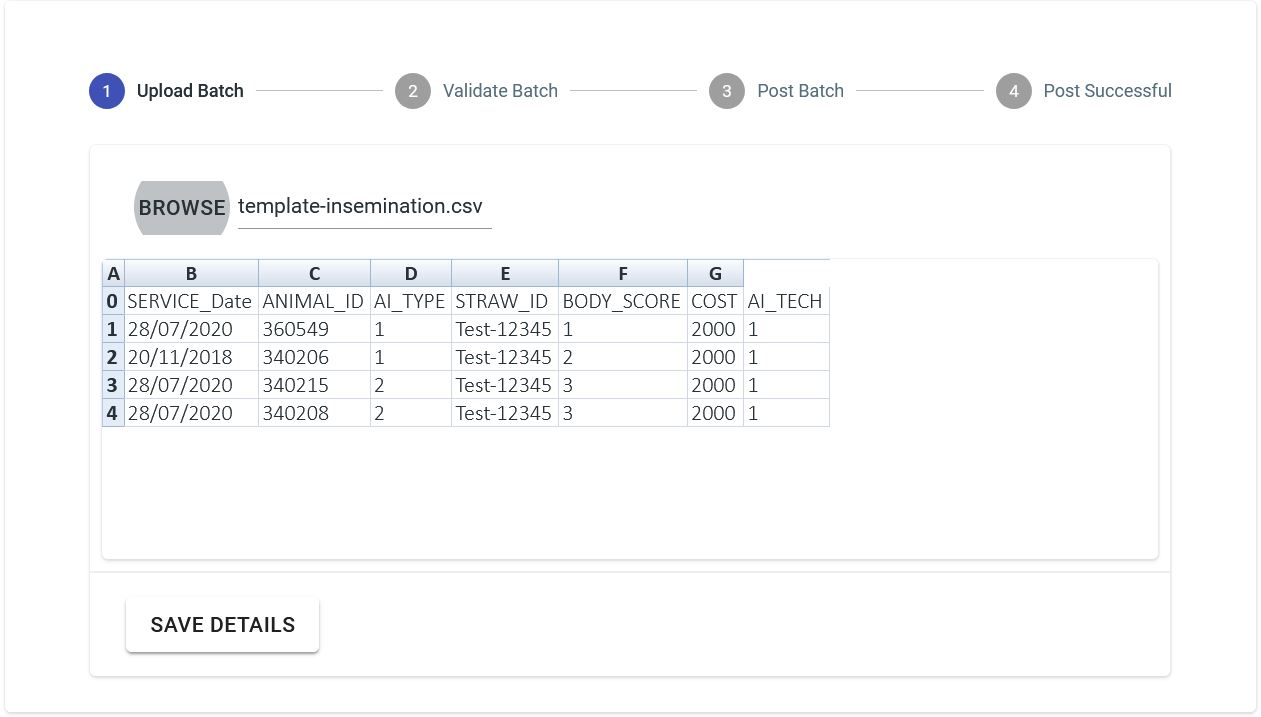 1 Upload Batch 2 Validate Batch 3 Post Batch 4 Post Successful
BROWSE template-insemination.csv
A B C D E F G
0 SERVICE_Date ANIMAL_ID AI_TYPE STRAW_ID BODY_SCORE COST AI_TECH
1 28/07/2020 360549 1 Test-12345 1 2000 1
2 20/11/2018 340206 1 Test-12345 2 2000 1
3 28/07/2020 340215 2 Test-12345 3 2000 1
4 28/07/2020 340208 2 Test-12345 3 2000 1
SAVE DETAILS